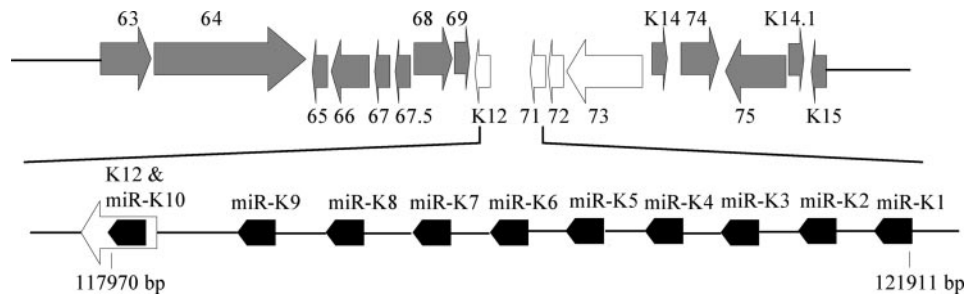 63 64 68 69 K14 74 K14.1
65 66 67 67.5 K12 71 72 73 75 K15
K12 &
miR-K10 miR-K9 miR-K8 miR-K7 miR-K6 miR-K5 miR-K4 miR-K3 miR-K2 miR-K1
117970 bp 121911 bp